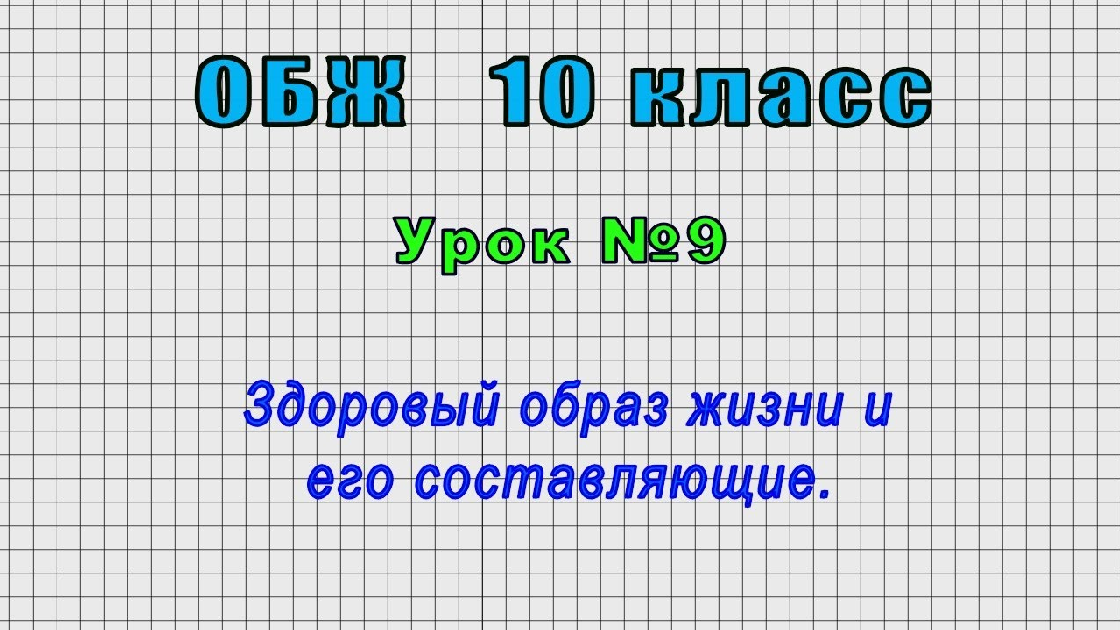 ОБЖ 10 класс
Урок №9
Здоровый образ жизни и
его составляющие.